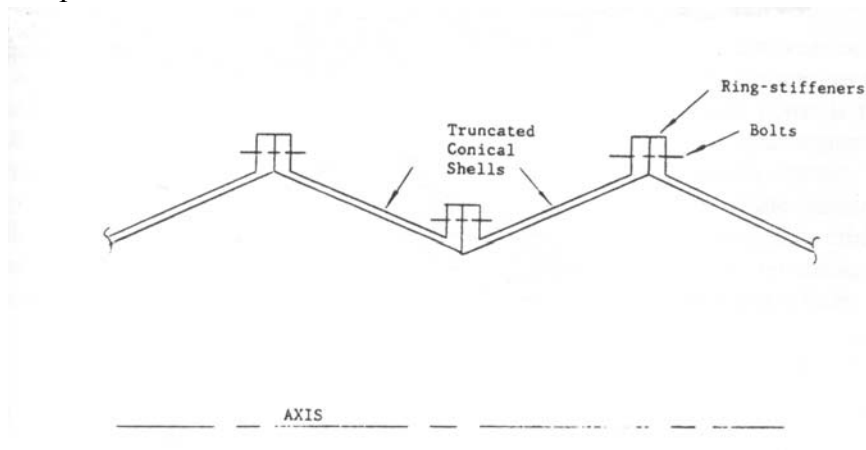 Ring-stiffeners
Truncated
Conical
Shells
Bolts
AXIS